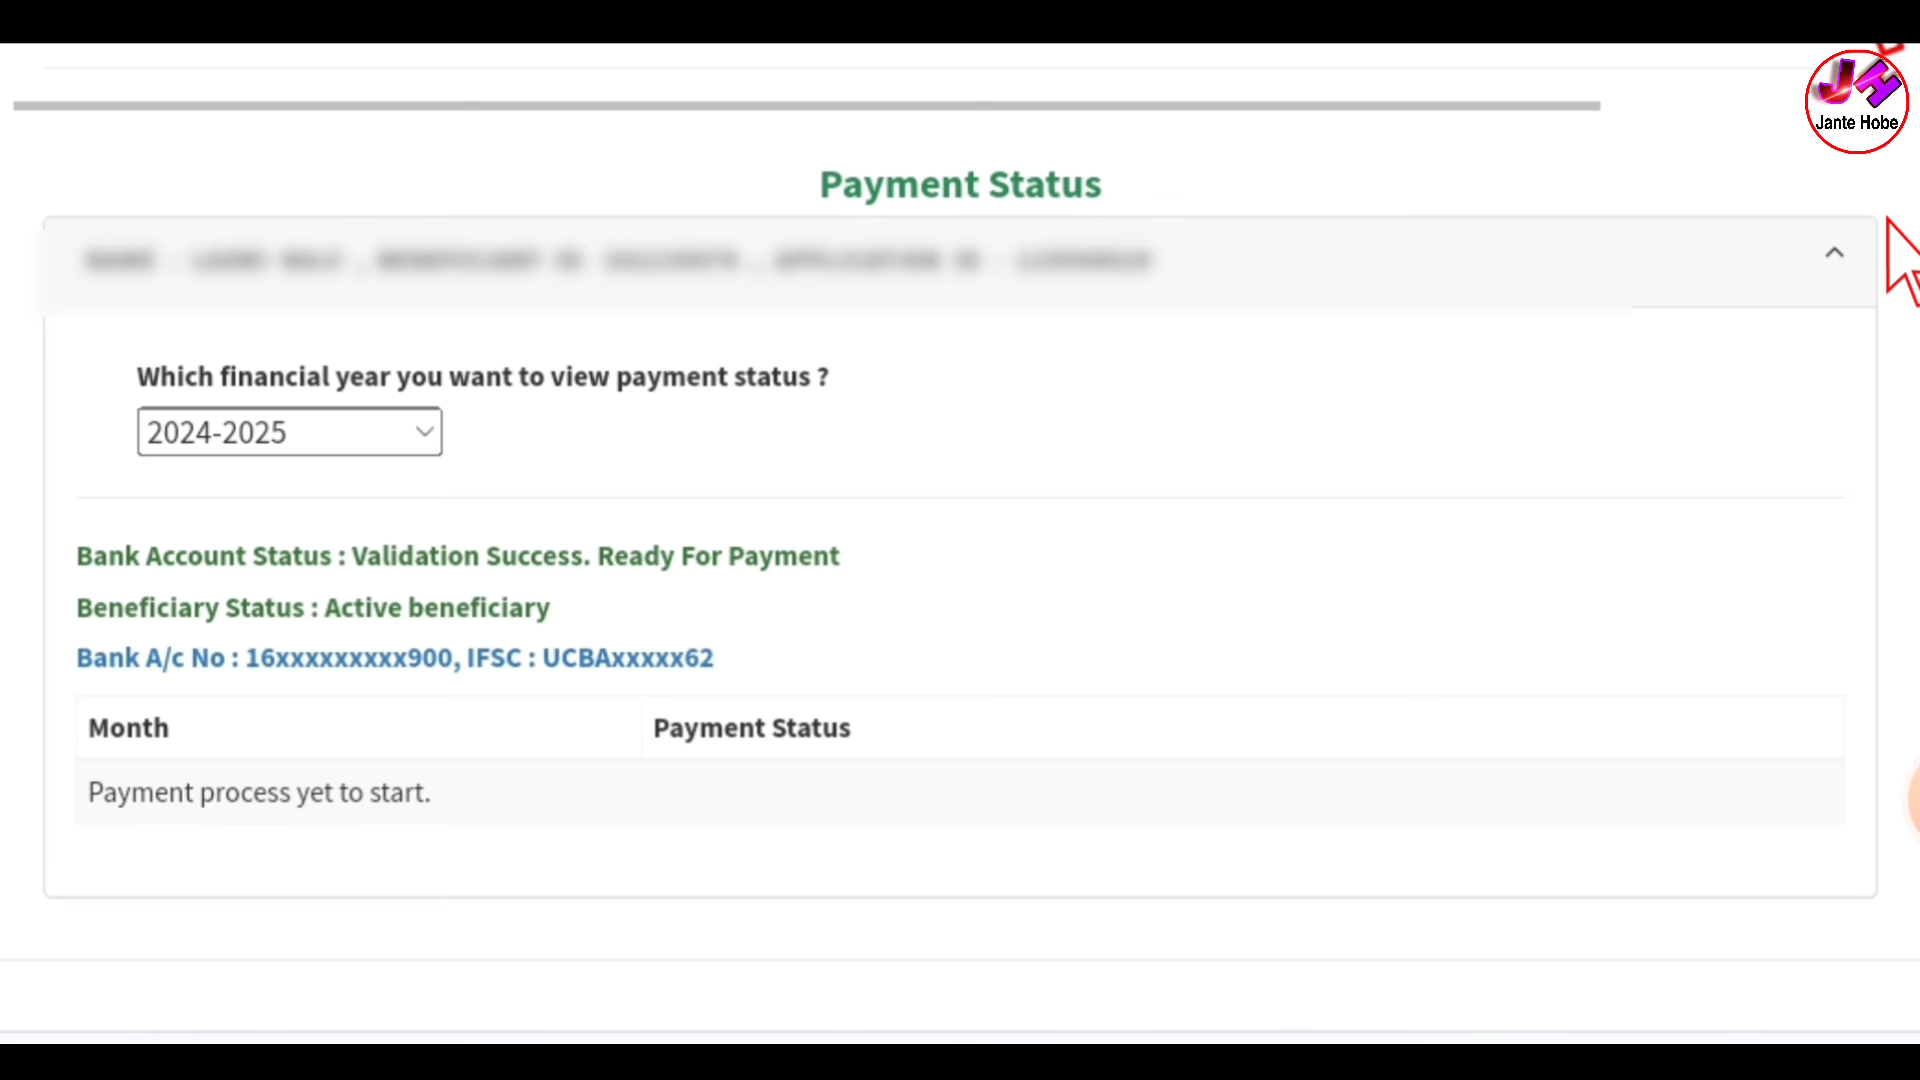 JH
Jante Hobe
Payment Status
Which financial year you want to view payment status ?
2024-2025
Bank Account Status : Validation Success. Ready For Payment
Beneficiary Status : Active beneficiary
Bank A/c No : 16xxxxxxxxx900, IFSC : UCBAxxxxx62
Month Payment Status
Payment process yet to start.